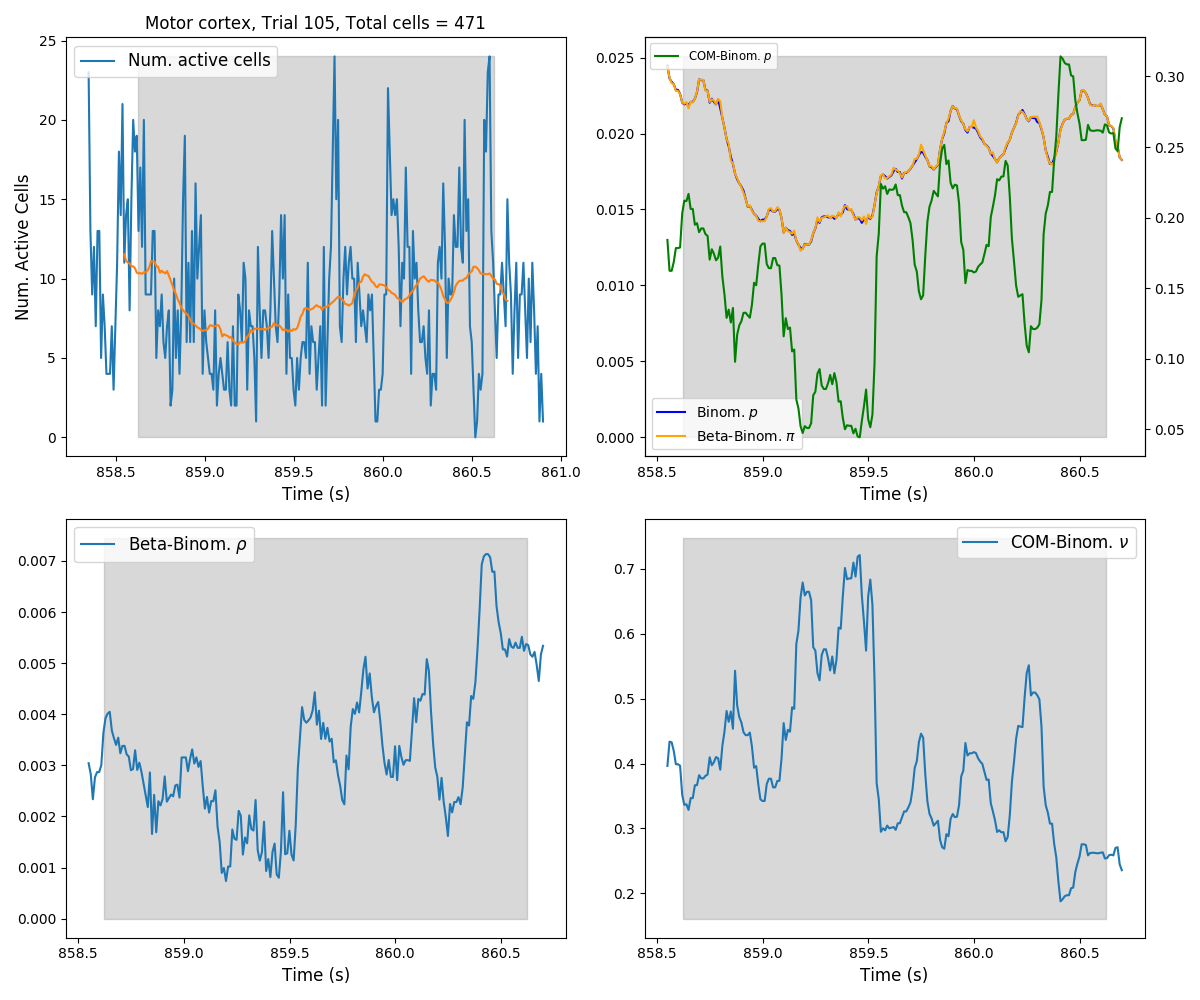 Motor cortex, Trial 105, Total cells = 471
Num. active cells
Num. Active Cells
25
20
15
10
5
0
858.5 859.0 859.5 860.0 860.5 861.0
Time (s)
COM-Binom. p
0.025
0.020
0.015
0.010
0.005
0.000
0.30
0.25
0.20
0.15
0.10
0.05
Binom. p
Beta-Binom. π
858.5 859.0 859.5 860.0 860.5
Time (s)
Beta-Binom. ρ
0.007
0.006
0.005
0.004
0.003
0.002
0.001
0.000
858.5 859.0 859.5 860.0 860.5
Time (s)
COM-Binom. ν
0.7
0.6
0.5
0.4
0.3
0.2
858.5 859.0 859.5 860.0 860.5
Time (s)